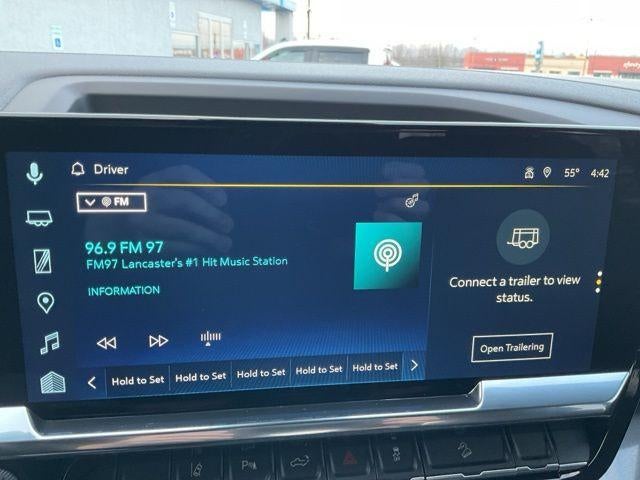 Driver
55° 4:42
FM
96.9 FM 97
FM97 Lancaster's #1 Hit Music Station
INFORMATION
Connect a trailer to view
status.
Open Trailering
Hold to Set Hold to Set Hold to Set Hold to Set Hold to Set